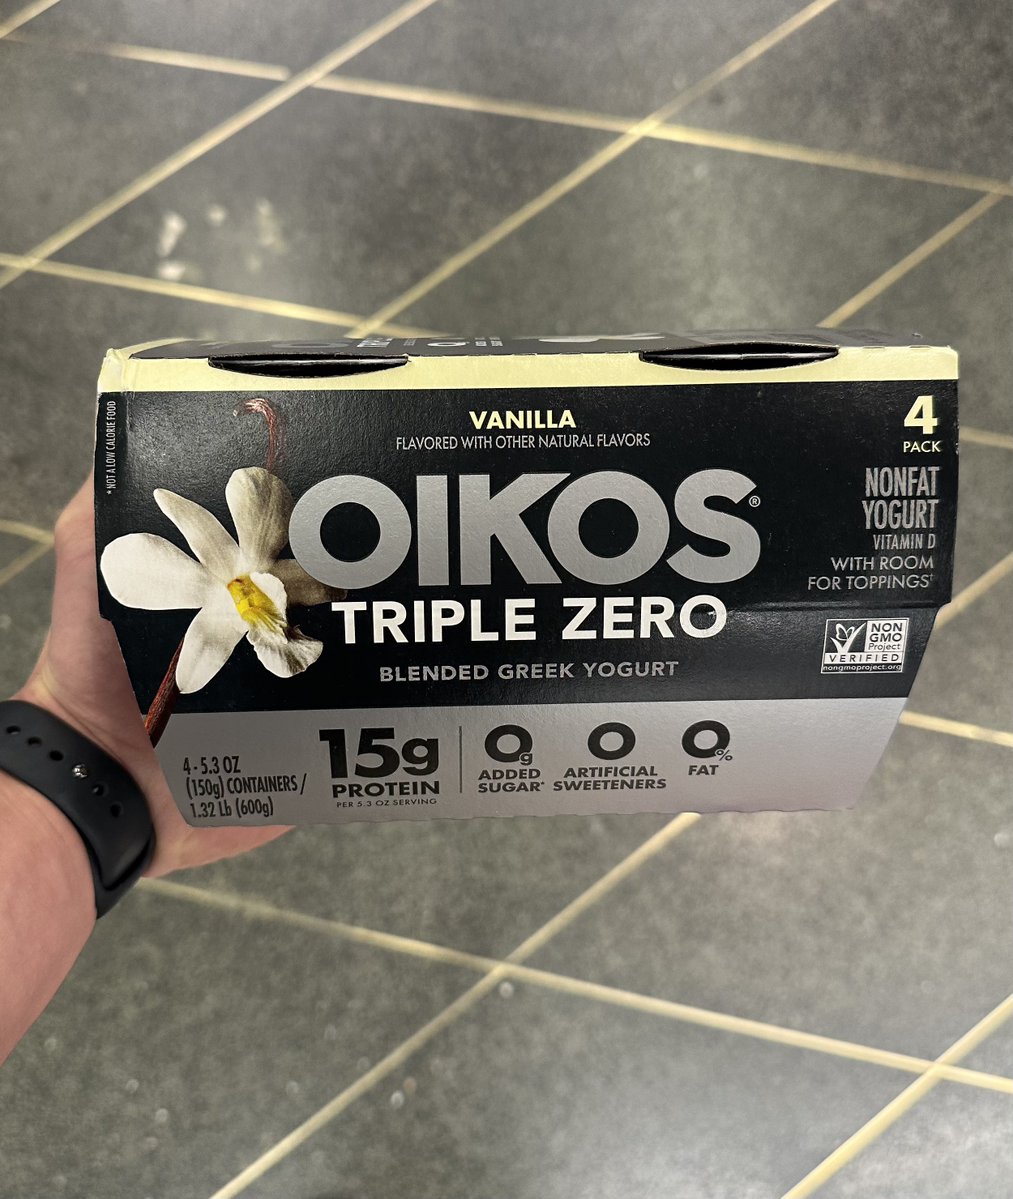 VANILLA
FLAVORED WITH OTHER NATURAL FLAVORS
OIKOS®
TRIPLE ZERO
BLENDED GREEK YOGURT
4
PACK
NONFAT
YOGURT
VITAMIN D
WITH ROOM
FOR TOPPINGS†
NON
GMO
Project
VERIFIED
nongmoproject.org
*NOT A LOW CALORIE FOOD
4 - 5.3 OZ
(150g) CONTAINERS /
1.32 Lb (600g)
15g
PROTEIN
PER 5.3 OZ SERVING
0g
ADDED
SUGAR*
0
ARTIFICIAL
SWEETENERS
0%
FAT